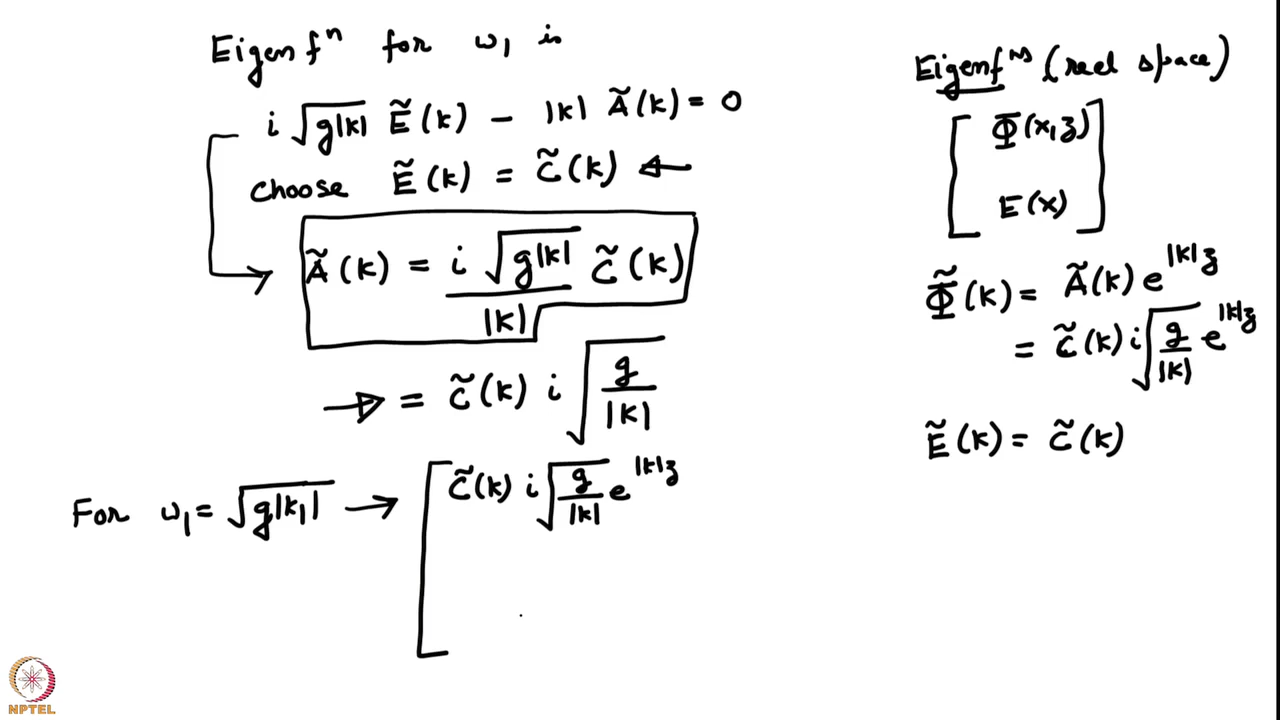 Eigenfⁿ for ω₁ is
i √g|k| Ẽ(k) − |k| Ã(k) = 0
choose Ẽ(k) = C̃(k) ←
Ã(k) = i √g|k| / |k| C̃(k)
→ = C̃(k) i √(g/|k|)
For ω₁ = √g|k₁| → [ C̃(k) i √(g/|k|) e^{|k|z}
Eigenfⁿˢ (real space)
[ Φ(x,z)
E(x) ]
Φ̃(k) = Ã(k) e^{|k|z}
= C̃(k) i √(g/|k|) e^{|k|z}
Ẽ(k) = C̃(k)
NPTEL